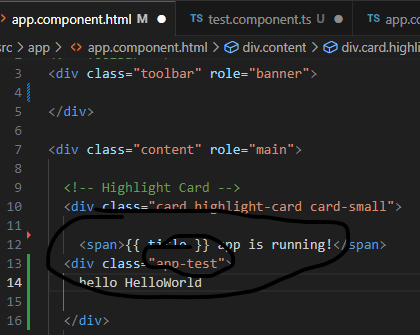 app.component.html M
TS test.component.ts U
TS app.co
src > app > app.component.html > div.content > div.card.highli
3 <div class="toolbar" role="banner">
4
5 </div>
6
7 <div class="content" role="main">
8
9 <!-- Highlight Card -->
10 <div class="card highlight-card card-small">
11
12 <span>{{ title }} app is running!</span>
13 <div class="app-test">
14 hello HelloWorld
15
16 </div>